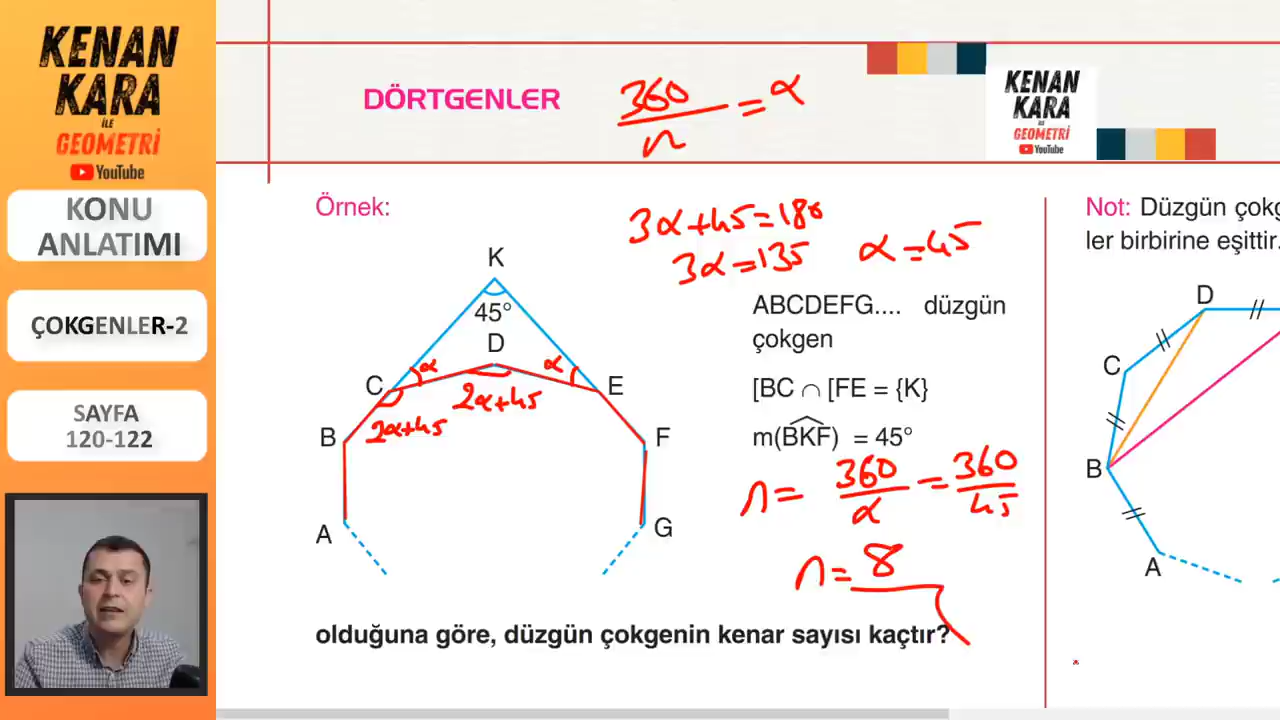 KENAN
KARA
İLE
GEOMETRİ
YouTube
KONU
ANLATIMI
ÇOKGENLER-2
SAYFA
120-122
DÖRTGENLER
360/n = α
KENAN
KARA
İLE
GEOMETRİ
YouTube
Örnek:
3α+45=180
3α=135
α=45
K
45°
D
α
α
C
E
2α+45
2α+45
B
F
A
G
ABCDEFG.... düzgün
çokgen
[BC ∩ [FE = {K}
m(BKF) = 45°
n= 360/α = 360/45
n= 8
olduğuna göre, düzgün çokgenin kenar sayısı kaçtır?
Not: Düzgün çokg
ler birbirine eşittir.
D
C
B
A